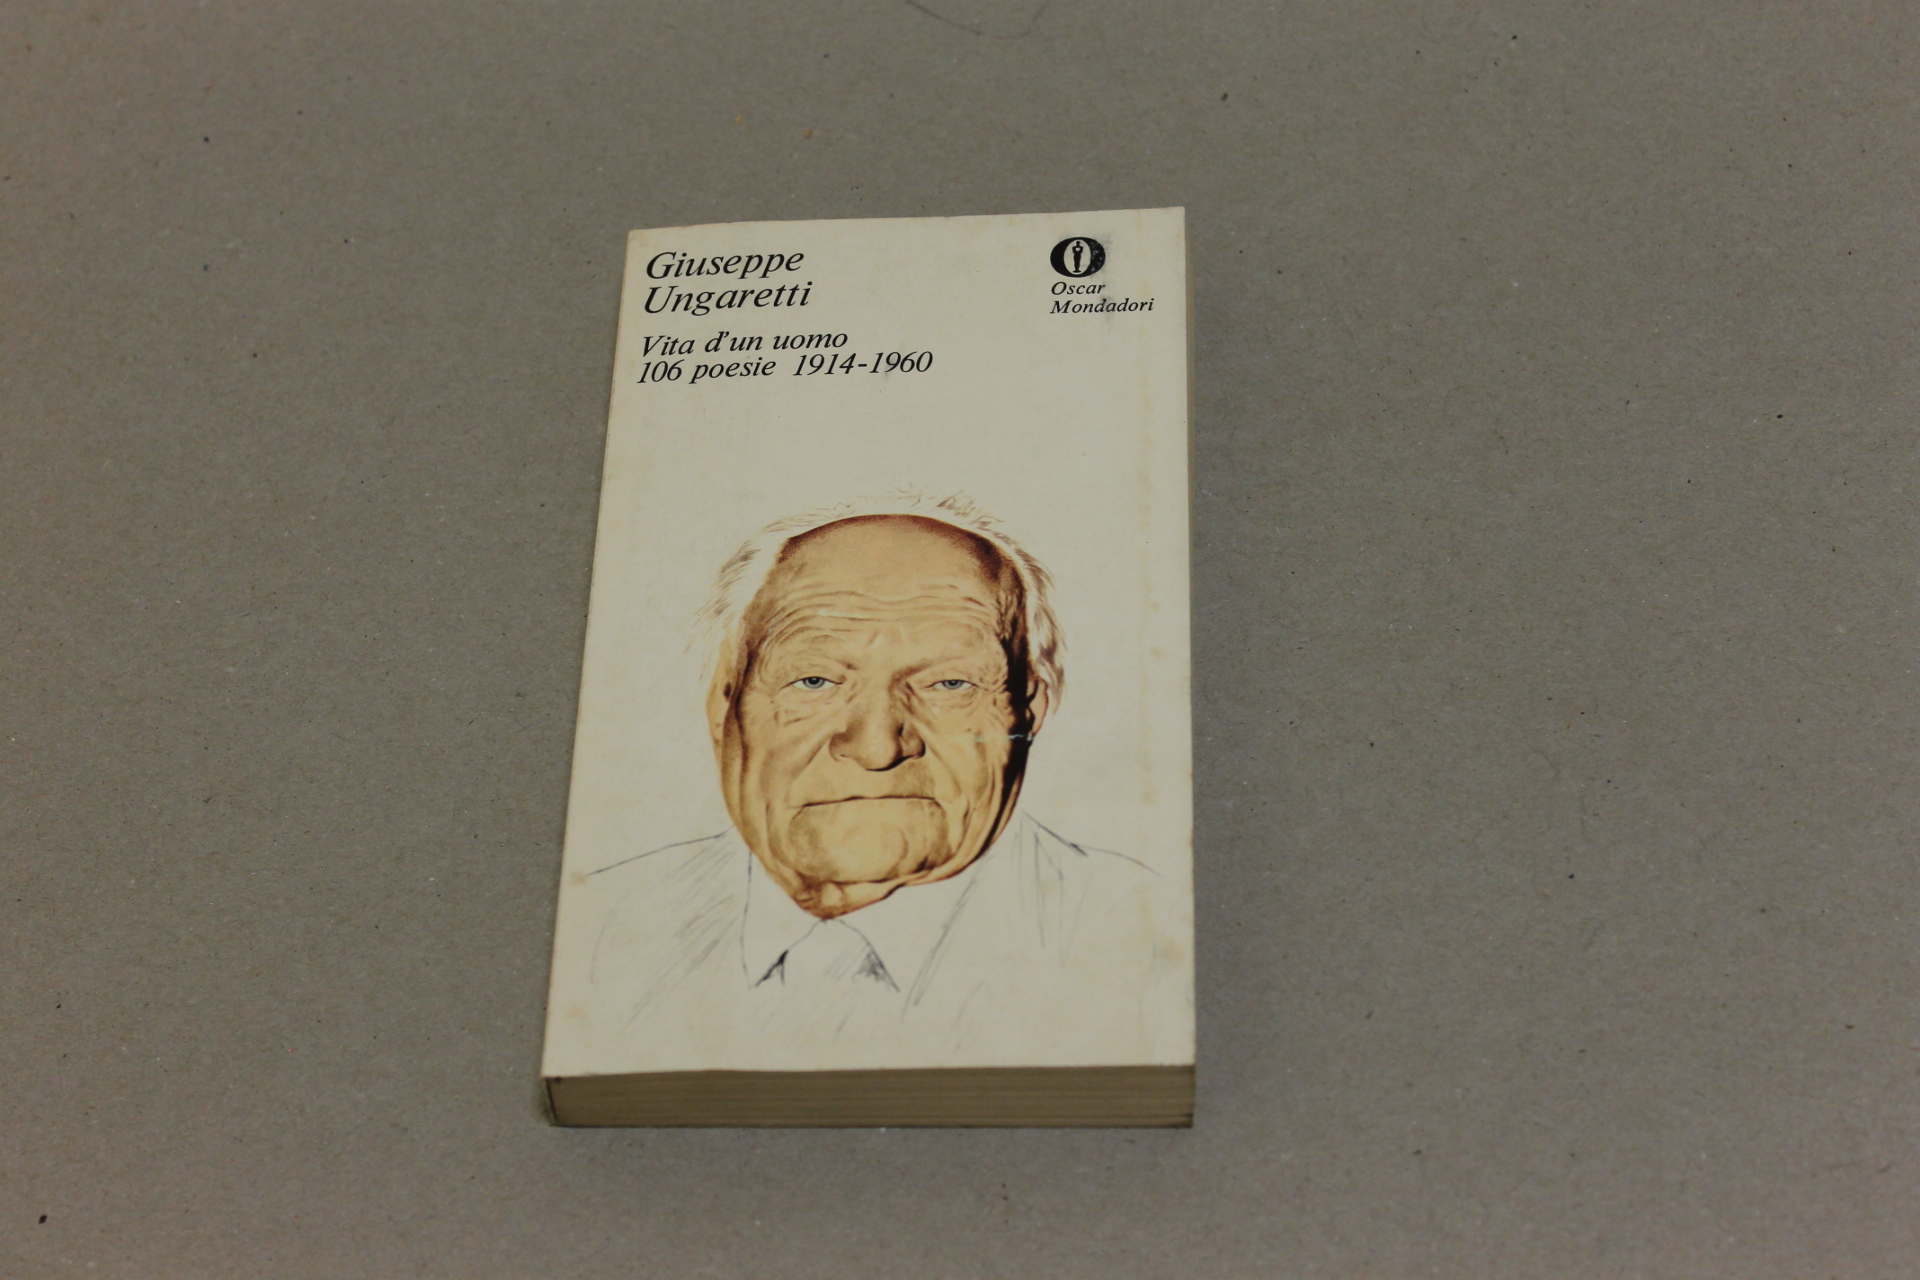 Giuseppe
Ungaretti
Vita d'un uomo
106 poesie 1914-1960
Oscar
Mondadori